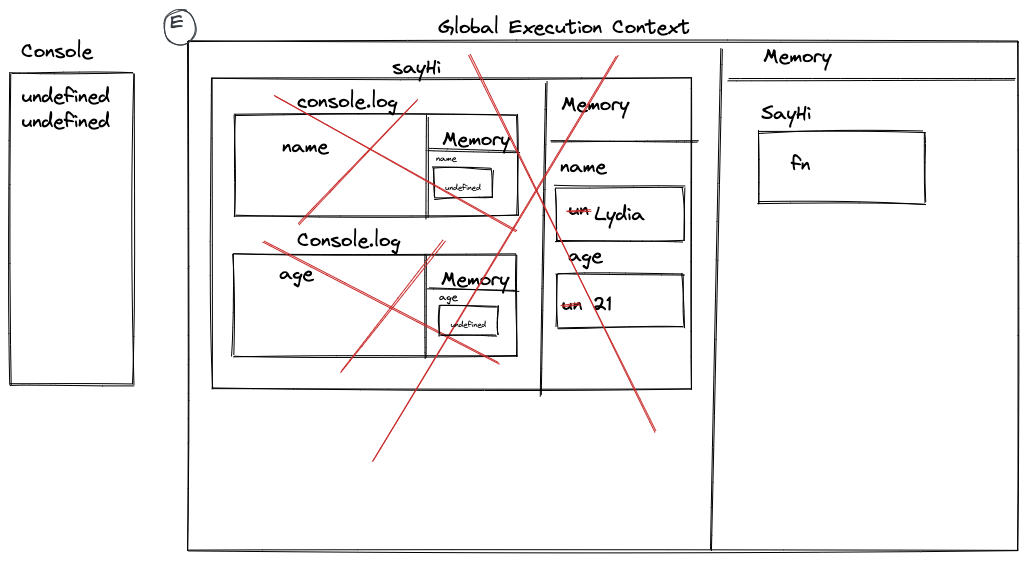 E
Global Execution Context
Console
undefined
undefined
sayHi
console.log
name
Memory
name
undefined
Console.log
age
Memory
age
undefined
Memory
name
un Lydia
age
un 21
Memory
SayHi
fn